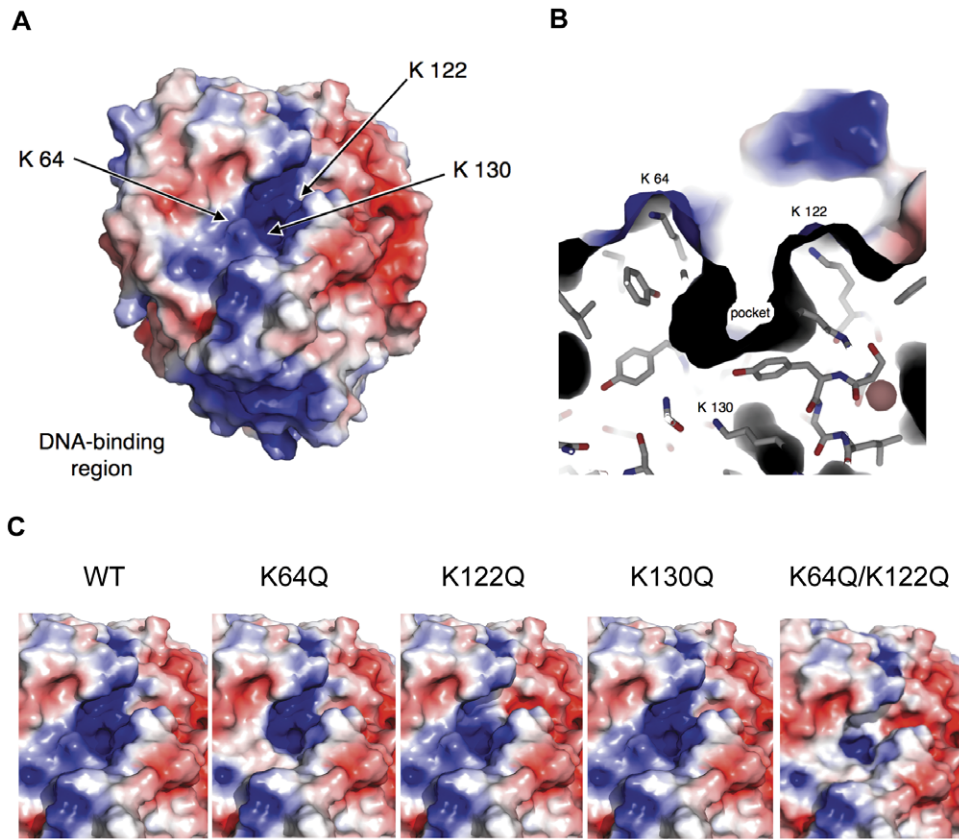 A
K 122
K 64
K 130
DNA-binding
region
B
K 64
K 122
pocket
K 130
C
WT
K64Q
K122Q
K130Q
K64Q/K122Q